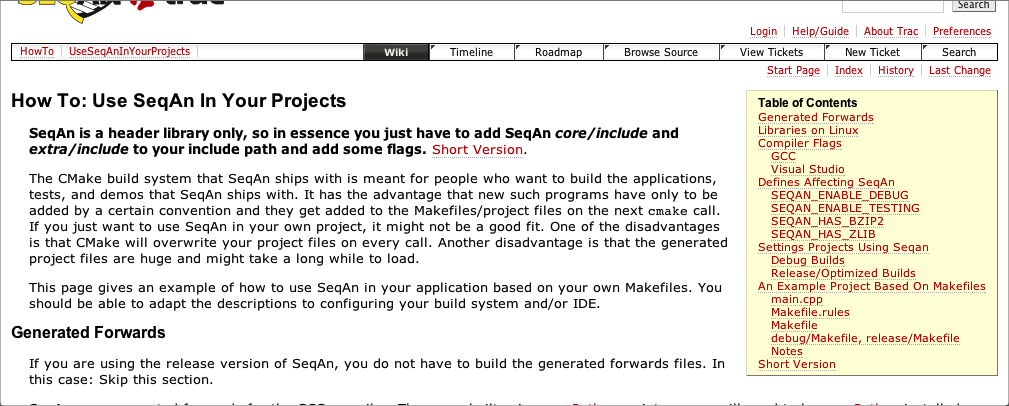 SEQAN trac
Search
Login Help/Guide About Trac Preferences
HowTo UseSeqAnInYourProjects Wiki Timeline Roadmap Browse Source View Tickets New Ticket Search
Start Page Index History Last Change
How To: Use SeqAn In Your Projects
SeqAn is a header library only, so in essence you just have to add SeqAn core/include and
extra/include to your include path and add some flags. Short Version.
The CMake build system that SeqAn ships with is meant for people who want to build the applications,
tests, and demos that SeqAn ships with. It has the advantage that new such programs have only to be
added by a certain convention and they get added to the Makefiles/project files on the next cmake call.
If you just want to use SeqAn in your own project, it might not be a good fit. One of the disadvantages
is that CMake will overwrite your project files on every call. Another disadvantage is that the generated
project files are huge and might take a long while to load.
This page gives an example of how to use SeqAn in your application based on your own Makefiles. You
should be able to adapt the descriptions to configuring your build system and/or IDE.
Generated Forwards
If you are using the release version of SeqAn, you do not have to build the generated forwards files. In
this case: Skip this section.
Table of Contents
Generated Forwards
Libraries on Linux
Compiler Flags
GCC
Visual Studio
Defines Affecting SeqAn
SEQAN_ENABLE_DEBUG
SEQAN_ENABLE_TESTING
SEQAN_HAS_BZIP2
SEQAN_HAS_ZLIB
Settings Projects Using Seqan
Debug Builds
Release/Optimized Builds
An Example Project Based On Makefiles
main.cpp
Makefile.rules
Makefile
debug/Makefile, release/Makefile
Notes
Short Version